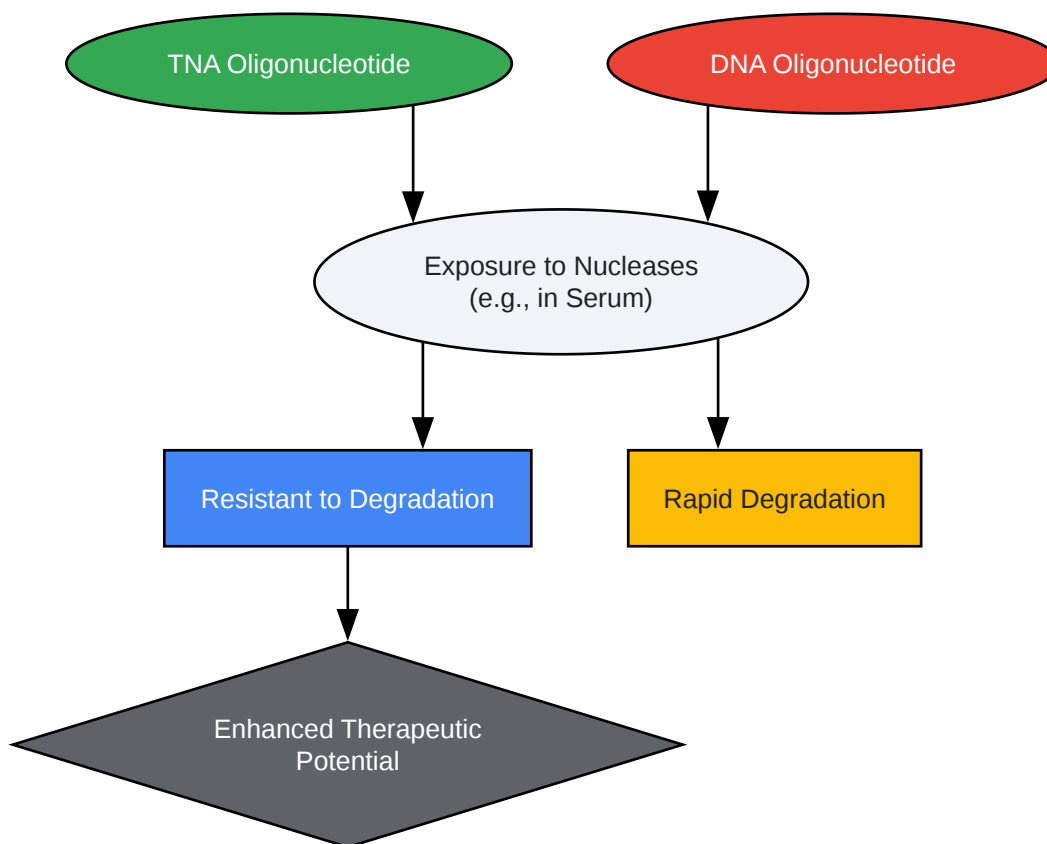 TNA Oligonucleotide
DNA Oligonucleotide
Exposure to Nucleases
(e.g., in Serum)
Resistant to Degradation
Rapid Degradation
Enhanced Therapeutic
Potential